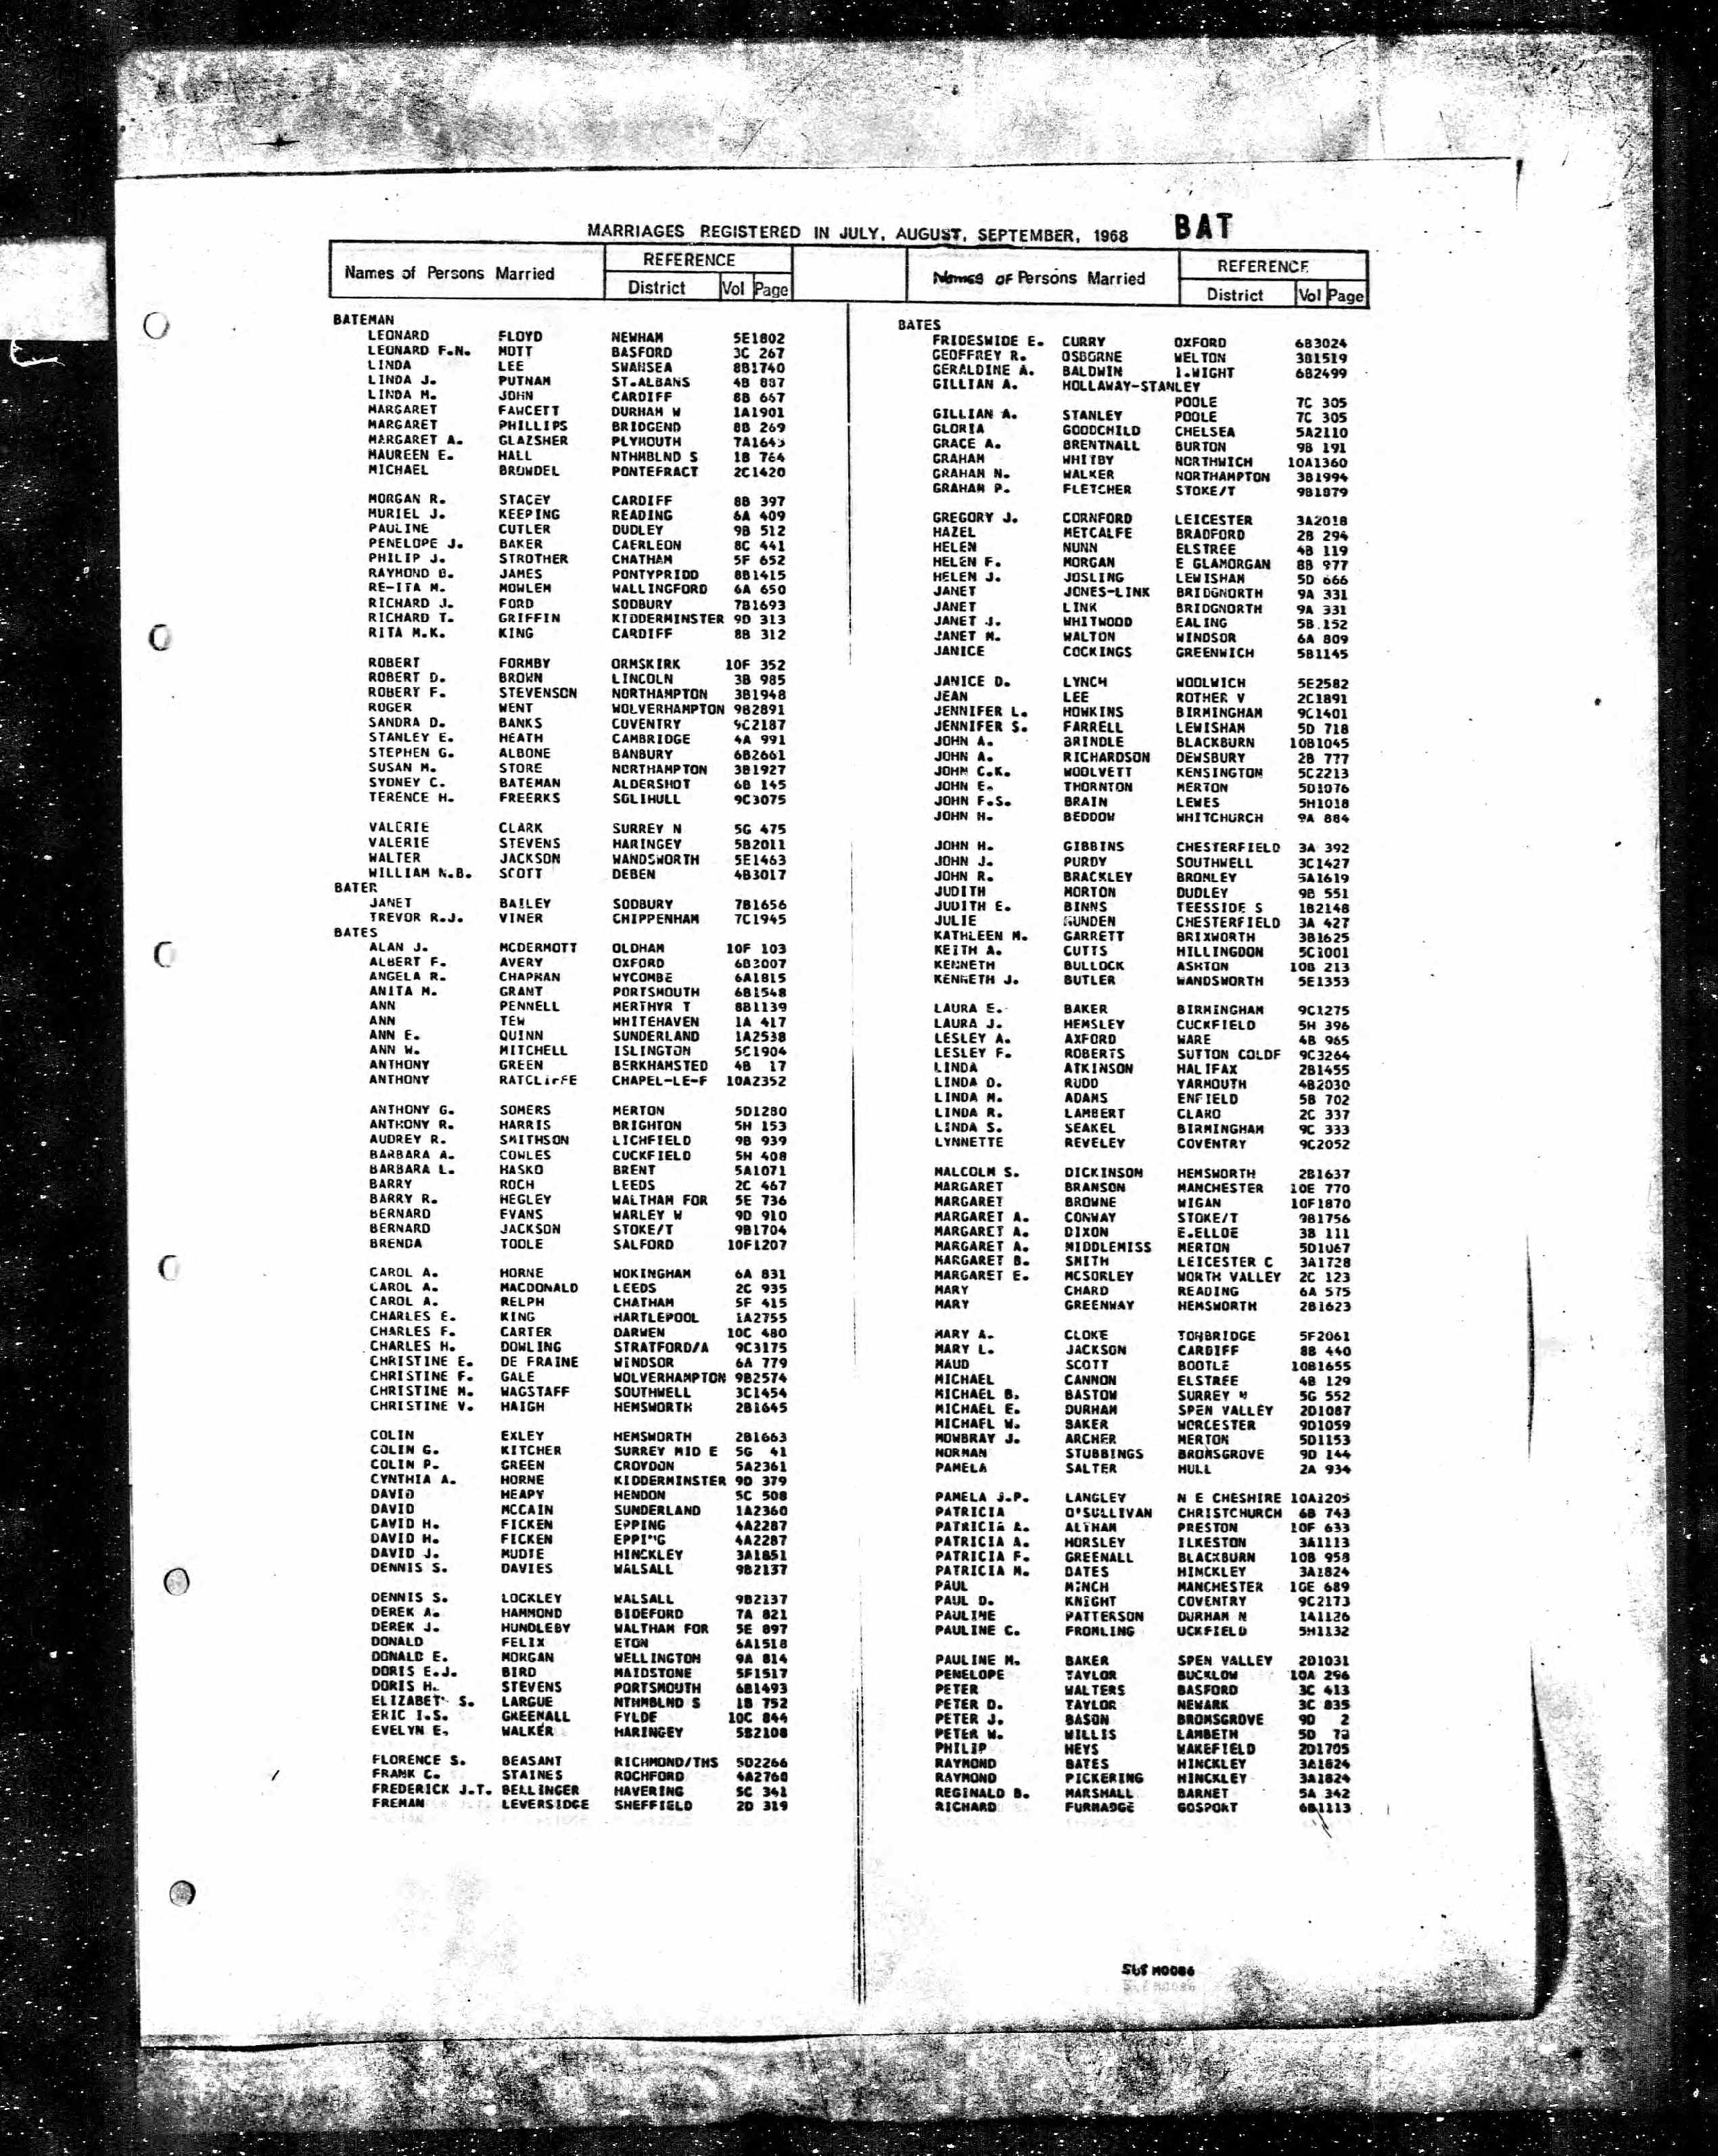 MARRIAGES REGISTERED IN JULY, AUGUST, SEPTEMBER, 1968 BAT
Names of Persons Married REFERENCE District Vol Page
BATEMAN
LEONARD FLOYD NEWHAM 5E1802
LEONARD F.N. MOTT BASFORD 3C 267
LINDA LEE SWANSEA 8B1740
LINDA J. PUTNAM ST.ALBANS 4B 887
LINDA M. JOHN CARDIFF 8B 667
MARGARET FAWCETT DURHAM W 1A1901
MARGARET PHILLIPS BRIDGEND 8B 269
MARGARET A. GLAZSHER PLYMOUTH 7A1645
MAUREEN E. HALL NTHMBLND S 1B 764
MICHAEL BROWDEL PONTEFRACT 2C1420
MORGAN R. STACEY CARDIFF 8B 397
MURIEL J. KEEPING READING 6A 409
PAULINE CUTLER DUDLEY 9B 512
PENELOPE J. BAKER CAERLEON 8C 441
PHILIP J. STROTHER CHATHAM 5F 652
RAYMOND B. JAMES PONTYPRIDD 8B1415
RE-ITA M. MOWLEM WALLINGFORD 6A 650
RICHARD J. FORD SODBURY 7B1693
RICHARD T. GRIFFIN KIDDERMINSTER 9D 313
RITA M.K. KING CARDIFF 8B 312
ROBERT FORMBY ORMSKIRK 10F 352
ROBERT D. BROWN LINCOLN 3B 985
ROBERT F. STEVENSON NORTHAMPTON 3B1948
ROGER WENT WOLVERHAMPTON 9B2891
SANDRA D. BANKS COVENTRY 9C2187
STANLEY E. HEATH CAMBRIDGE 4A 991
STEPHEN G. ALBONE BANBURY 6B2661
SUSAN M. STORE NORTHAMPTON 3B1927
SYDNEY C. BATEMAN ALDERSHOT 6B 145
TERENCE H. FREERKS SOLIHULL 9C3075
VALERIE CLARK SURREY N 5G 475
VALERIE STEVENS HARINGEY 5B2011
WALTER JACKSON WANDSWORTH 5E1463
WILLIAM N.B. SCOTT DEBEN 4B3017
BATER
JANET BAILEY SODBURY 7B1656
TREVOR R.J. VINER CHIPPENHAM 7C1945
BATES
ALAN J. MCDERMOTT OLDHAM 10F 103
ALBERT F. AVERY OXFORD 6B3007
ANGELA R. CHAPMAN WYCOMBE 6A1815
ANITA M. GRANT PORTSMOUTH 6B1548
ANN PENNELL MERTHYR T 8B1139
ANN TEW WHITEHAVEN 1A 417
ANN E. QUINN SUNDERLAND 1A2538
ANN W. MITCHELL ISLINGTON 5C1904
ANTHONY GREEN BERKHAMSTED 4B 17
ANTHONY RATCLIFFE CHAPEL-LE-F 10A2352
ANTHONY G. SOMERS MERTON 5D1280
ANTHONY R. HARRIS BRIGHTON 5H 153
AUDREY R. SMITHSON LICHFIELD 9B 939
BARBARA A. COWLES CUCKFIELD 5H 408
BARBARA L. HASKO BRENT 5A1071
BARRY ROCH LEEDS 2C 467
BARRY R. HEGLEY WALTHAM FOR 5E 736
BERNARD EVANS WARLEY W 9D 910
BERNARD JACKSON STOKE/T 9B1704
BRENDA TOOLE SALFORD 10F1207
CAROL A. HORNE WOKINGHAM 6A 831
CAROL A. MACDONALD LEEDS 2C 935
CAROL A. RELPH CHATHAM 5F 415
CHARLES E. KING HARTLEPOOL 1A2755
CHARLES F. CARTER DARWEN 10C 480
CHARLES H. DOWLING STRATFORD/A 9C3175
CHRISTINE E. DE FRAINE WINDSOR 6A 779
CHRISTINE F. GALE WOLVERHAMPTON 9B2574
CHRISTINE M. WAGSTAFF SOUTHWELL 3C1454
CHRISTINE V. HAIGH HEMSWORTH 2B1645
COLIN EXLEY HEMSWORTH 2B1663
COLIN G. KITCHER SURREY MID E 5G 41
COLIN P. GREEN CROYDON 5A2361
CYNTHIA A. HORNE KIDDERMINSTER 9D 379
DAVID HEAPY HENDON 5C 508
DAVID MCCAIN SUNDERLAND 1A2360
DAVID H. FICKEN EPPING 4A2287
DAVID H. FICKEN EPPING 4A2287
DAVID J. MUDIE HINCKLEY 3A1851
DENNIS S. DAVIES WALSALL 9B2137
DENNIS S. LOCKLEY WALSALL 9B2137
DEREK A. HAMMOND BIDEFORD 7A 821
DEREK J. HUNDLEBY WALTHAM FOR 5E 897
DONALD FELIX ETON 6A1518
DONALD E. MORGAN WELLINGTON 9A 814
DORIS E.J. BIRD MAIDSTONE 5F1517
DORIS H. STEVENS PORTSMOUTH 6B1493
ELIZABET S. LARGUE NTHMBLND S 1B 752
ERIC I.S. GREENALL FYLDE 10C 844
EVELYN E. WALKER HARINGEY 5B2108
FLORENCE S. BEASANT RICHMOND/THS 5D2266
FRANK C. STAINES ROCHFORD 4A2760
FREDERICK J.T. BELLINGER HAVERING 5C 341
FREMAN LEVERSIDGE SHEFFIELD 2D 319
Names of Persons Married REFERENCE District Vol Page
BATES
FRIDESWIDE E. CURRY OXFORD 6B3024
GEOFFREY R. OSBORNE WELTON 3B1519
GERALDINE A. BALDWIN I.WIGHT 6B2499
GILLIAN A. HOLLAWAY-STANLEY
POOLE 7C 305
GILLIAN A. STANLEY POOLE 7C 305
GLORIA GOODCHILD CHELSEA 5A2110
GRACE A. BRENTNALL BURTON 9B 191
GRAHAM WHITBY NORTHWICH 10A1360
GRAHAM N. WALKER NORTHAMPTON 3B1994
GRAHAM P. FLETCHER STOKE/T 9B1879
GREGORY J. CORNFORD LEICESTER 3A2018
HAZEL METCALFE BRADFORD 2B 294
HELEN NUNN ELSTREE 4B 119
HELEN F. MORGAN E GLAMORGAN 8B 977
HELEN J. JOSLING LEWISHAM 5D 666
JANET JONES-LINK BRIDGNORTH 9A 331
JANET LINK BRIDGNORTH 9A 331
JANET J. WHITWOOD EALING 5B 152
JANET M. WALTON WINDSOR 6A 809
JANICE COCKINGS GREENWICH 5B1145
JANICE D. LYNCH WOOLWICH 5E2582
JEAN LEE ROTHER V 2C1891
JENNIFER L. HOWKINS BIRMINGHAM 9C1401
JENNIFER S. FARRELL LEWISHAM 5D 718
JOHN A. BRINDLE BLACKBURN 10B1045
JOHN A. RICHARDSON DEWSBURY 2B 777
JOHN C.K. WOOLVETT KENSINGTON 5C2213
JOHN E. THORNTON MERTON 5D1076
JOHN F.S. BRAIN LEWES 5H1018
JOHN H. BEDDOW WHITCHURCH 9A 884
JOHN H. GIBBINS CHESTERFIELD 3A 392
JOHN J. PURDY SOUTHWELL 3C1427
JOHN R. BRACKLEY BROMLEY 5A1619
JUDITH MORTON DUDLEY 9B 551
JUDITH E. BINNS TEESSIDE S 1B2148
JULIE GUNDEN CHESTERFIELD 3A 427
KATHLEEN M. GARRETT BRIXWORTH 3B1625
KEITH A. CUTTS HILLINGDON 5C1001
KENNETH BULLOCK ASHTON 10B 213
KENNETH J. BUTLER WANDSWORTH 5E1353
LAURA E. BAKER BIRMINGHAM 9C1275
LAURA J. HEMSLEY CUCKFIELD 5H 396
LESLEY A. AXFORD WARE 4B 965
LESLEY F. ROBERTS SUTTON COLDF 9C3264
LINDA ATKINSON HALIFAX 2B1455
LINDA D. RUDD YARMOUTH 4B2030
LINDA M. ADAMS ENFIELD 5B 702
LINDA R. LAMBERT CLARO 2C 337
LINDA S. SEAKEL BIRMINGHAM 9C 333
LYNNETTE REVELEY COVENTRY 9C2052
MALCOLM S. DICKINSON HEMSWORTH 2B1637
MARGARET BRANSON MANCHESTER 10E 770
MARGARET BROWNE WIGAN 10F1870
MARGARET A. CONWAY STOKE/T 9B1756
MARGARET A. DIXON E.ELLOE 3B 111
MARGARET A. MIDDLEMISS MERTON 5D1067
MARGARET B. SMITH LEICESTER C 3A1728
MARGARET E. MCSORLEY WORTH VALLEY 2C 123
MARY CHARD READING 6A 575
MARY GREENWAY HEMSWORTH 2B1623
MARY A. CLOKE TONBRIDGE 5F2061
MARY L. JACKSON CARDIFF 8B 440
MAUD SCOTT BOOTLE 10B1655
MICHAEL CANNON ELSTREE 4B 129
MICHAEL B. BASTOW SURREY N 5G 552
MICHAEL E. DURHAM SPEN VALLEY 2D1087
MICHAEL W. BAKER WORCESTER 9D1059
MOWBRAY J. ARCHER MERTON 5D1153
NORMAN STUBBINGS BROMSGROVE 9D 144
PAMELA SALTER HULL 2A 934
PAMELA J.P. LANGLEY N E CHESHIRE 10A1205
PATRICIA O'SULLIVAN CHRISTCHURCH 6B 743
PATRICIA A. ALTHAM PRESTON 10F 633
PATRICIA A. HORSLEY ILKESTON 3A1113
PATRICIA F. GREENALL BLACKBURN 10B 958
PATRICIA M. BATES HINCKLEY 3A1824
PAUL MINCH MANCHESTER 10E 689
PAUL D. KNIGHT COVENTRY 9C2173
PAULINE PATTERSON DURHAM N 1A1126
PAULINE C. FROMLING UCKFIELD 5H1132
PAULINE M. BAKER SPEN VALLEY 2D1031
PENELOPE TAYLOR BUCKLOW 10A 296
PETER WALTERS BASFORD 3C 413
PETER D. TAYLOR NEWARK 3C 835
PETER J. BASON BROMSGROVE 9D 2
PETER W. WILLIS LAMBETH 5D 73
PHILIP HEYS WAKEFIELD 2D1705
RAYMOND BATES HINCKLEY 3A1824
RAYMOND PICKERING HINCKLEY 3A1824
REGINALD B. MARSHALL BARNET 5A 342
RICHARD FURNADGE GOSPORT 6B1113
SUS M0086